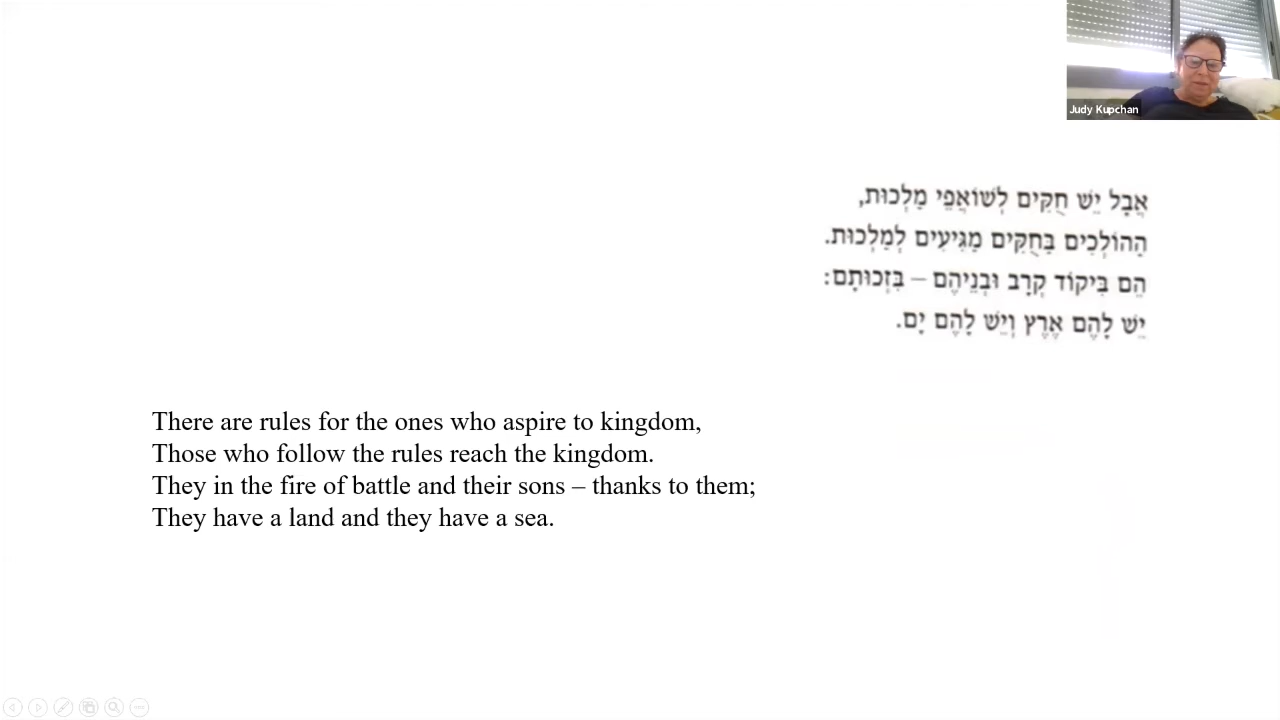 Judy Kupchan
אֲבָל יֵשׁ חֻקִּים לְשׁוֹאֲפֵי מַלְכוּת,
הַהוֹלְכִים בַּחֻקִּים מַגִּיעִים לְמַלְכוּת.
הֵם בִּיקוֹד קְרָב וּבְנֵיהֶם – בִּזְכוּתָם:
יֵשׁ לָהֶם אֶרֶץ וְיֵשׁ לָהֶם יָם.
There are rules for the ones who aspire to kingdom,
Those who follow the rules reach the kingdom.
They in the fire of battle and their sons – thanks to them;
They have a land and they have a sea.